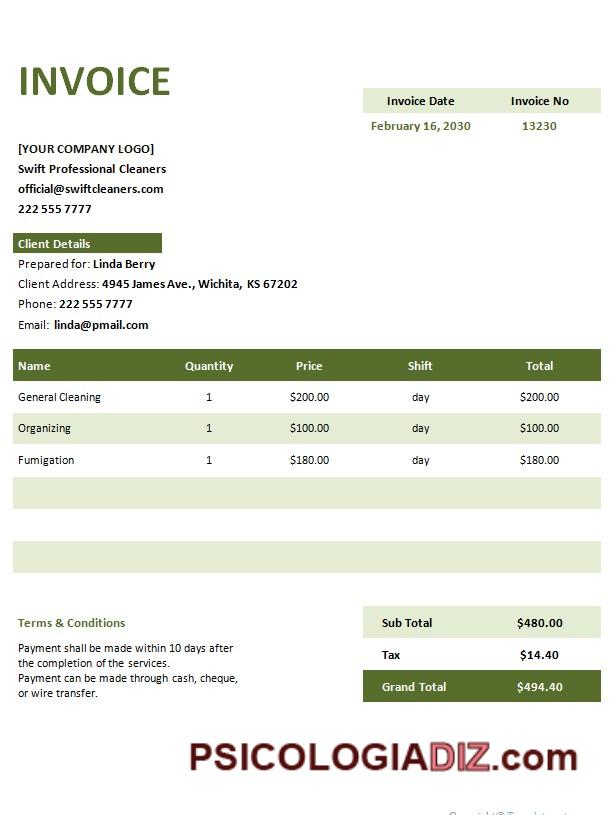 INVOICE
Invoice Date Invoice No
February 16, 2030 13230
[YOUR COMPANY LOGO]
Swift Professional Cleaners
official@swiftcleaners.com
222 555 7777
Client Details
Prepared for: Linda Berry
Client Address: 4945 James Ave., Wichita, KS 67202
Phone: 222 555 7777
Email: linda@pmail.com
Name Quantity Price Shift Total
General Cleaning 1 $200.00 day $200.00
Organizing 1 $100.00 day $100.00
Fumigation 1 $180.00 day $180.00
Terms & Conditions
Sub Total $480.00
Payment shall be made within 10 days after
the completion of the services.
Payment can be made through cash, cheque,
or wire transfer.
Tax $14.40
Grand Total $494.40
PSICOLOGIADIZ.com